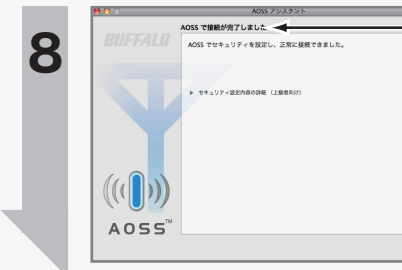 8
AOSS アシスタント
AOSS で接続が完了しました
BUFFALO
AOSS でセキュリティを設定し、正常に接続できました。
▶ セキュリティ設定内容の詳細（上級者向け）
AOSS™